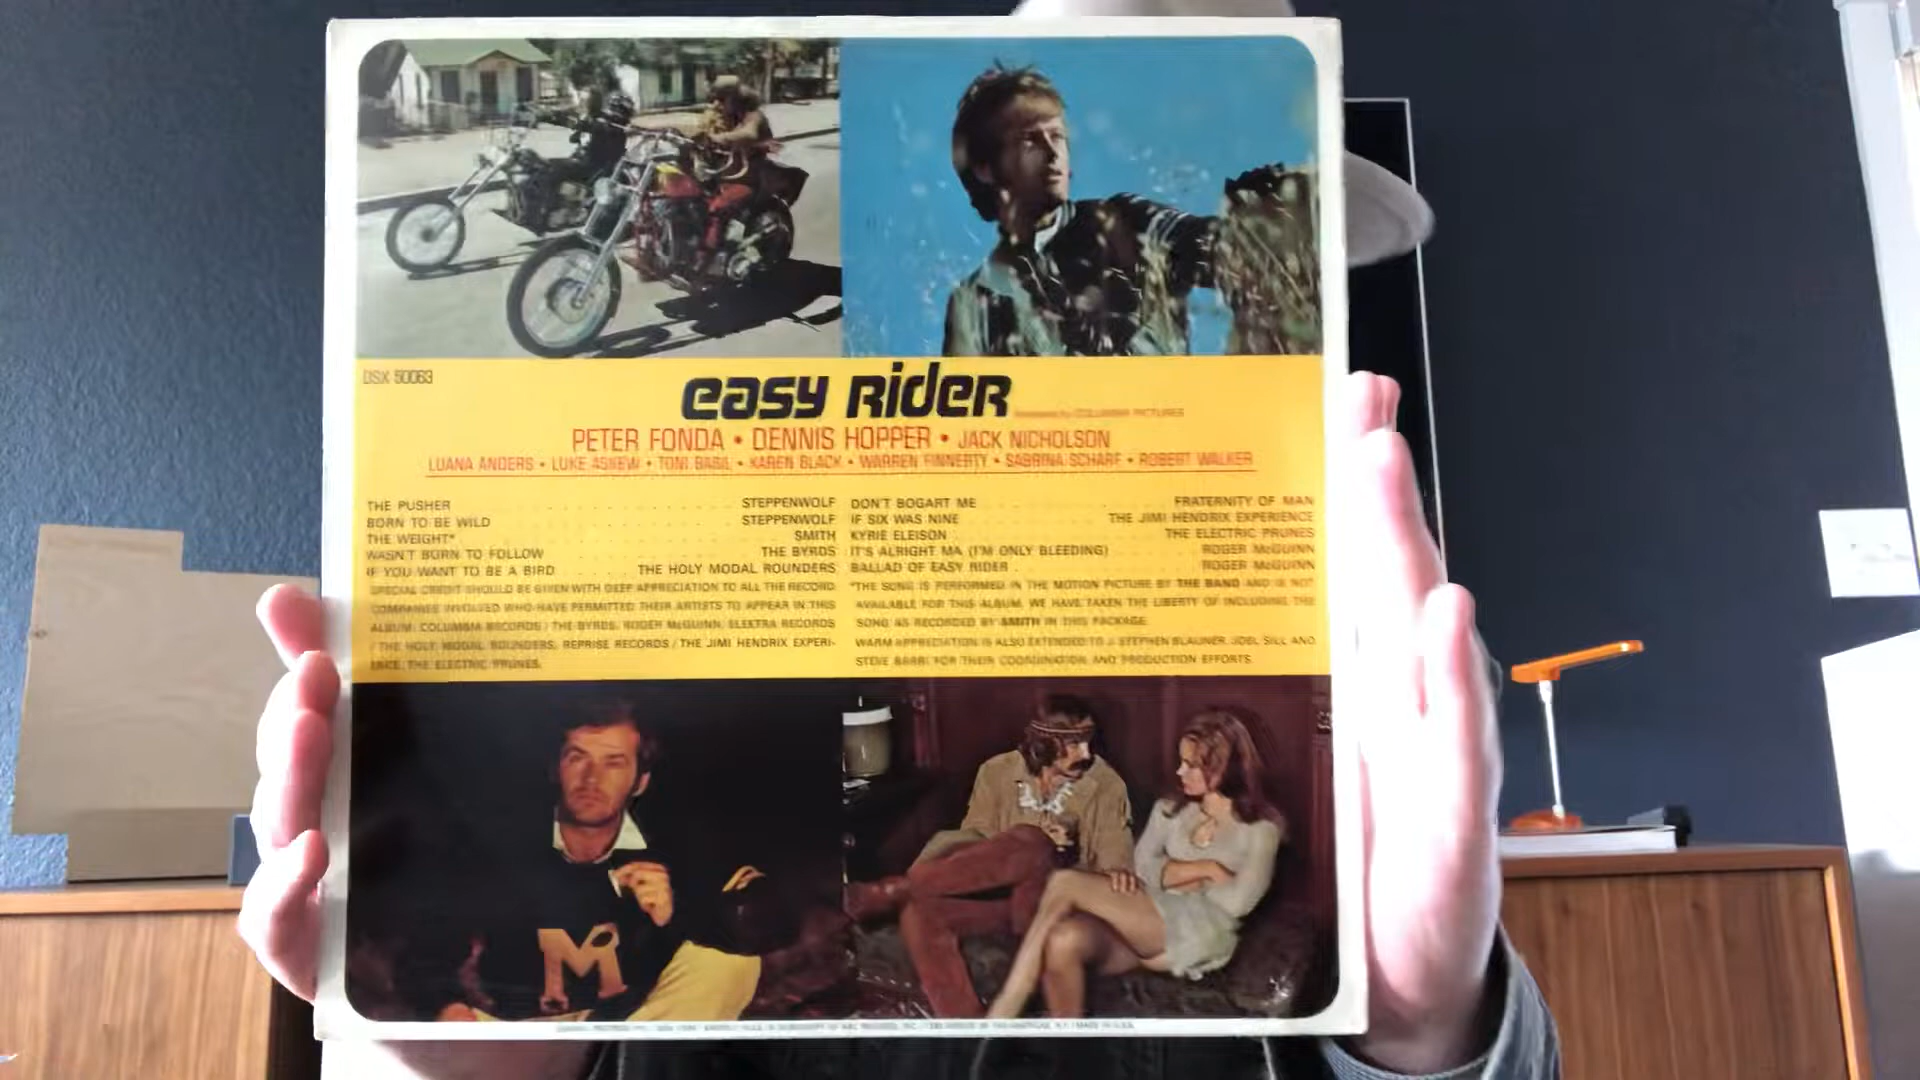 DSX 50063
easy Rider
Released by COLUMBIA PICTURES
PETER FONDA • DENNIS HOPPER • JACK NICHOLSON
LUANA ANDERS • LUKE ASKEW • TONI BASIL • KAREN BLACK • WARREN FINNERTY • SABRINA SCHARF • ROBERT WALKER
THE PUSHER . . . . . . . . STEPPENWOLF
BORN TO BE WILD STEPPENWOLF
THE WEIGHT* SMITH
WASN'T BORN TO FOLLOW THE BYRDS
IF YOU WANT TO BE A BIRD . . . . THE HOLY MODAL ROUNDERS
SPECIAL CREDIT SHOULD BE GIVEN WITH DEEP APPRECIATION TO ALL THE RECORD
COMPANIES INVOLVED WHO HAVE PERMITTED THEIR ARTISTS TO APPEAR IN THIS
ALBUM: COLUMBIA RECORDS / THE BYRDS, ROGER McGUINN; ELEKTRA RECORDS
/ THE HOLY MODAL ROUNDERS; REPRISE RECORDS / THE JIMI HENDRIX EXPERI-
ENCE, THE ELECTRIC PRUNES.
DON'T BOGART ME FRATERNITY OF MAN
IF SIX WAS NINE THE JIMI HENDRIX EXPERIENCE
KYRIE ELEISON THE ELECTRIC PRUNES
IT'S ALRIGHT MA (I'M ONLY BLEEDING) ROGER McGUINN
BALLAD OF EASY RIDER . ROGER McGUINN
*THE SONG IS PERFORMED IN THE MOTION PICTURE BY THE BAND AND IS NOT
AVAILABLE FOR THIS ALBUM. WE HAVE TAKEN THE LIBERTY OF INCLUDING THE
SONG AS RECORDED BY SMITH IN THIS PACKAGE.
WARM APPRECIATION IS ALSO EXTENDED TO J. STEPHEN BLAUNER, JOEL SILL AND
STEVE BARRI FOR THEIR COORDINATION AND PRODUCTION EFFORTS.
M
MADE IN U.S.A.